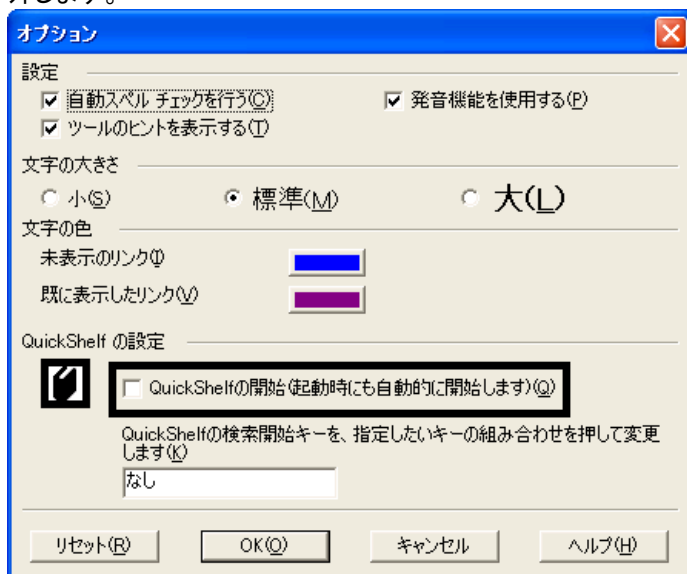 外します。
オプション
設定
自動スペル チェックを行う(C)
発音機能を使用する(P)
ツールのヒントを表示する(T)
文字の大きさ
小(S)
標準(M)
大(L)
文字の色
未表示のリンク(I)
既に表示したリンク(V)
QuickShelf の設定
QuickShelfの開始(起動時にも自動的に開始します)(Q)
QuickShelfの検索開始キーを、指定したいキーの組み合わせを押して変更
します(K)
なし
リセット(R)
OK(O)
キャンセル
ヘルプ(H)